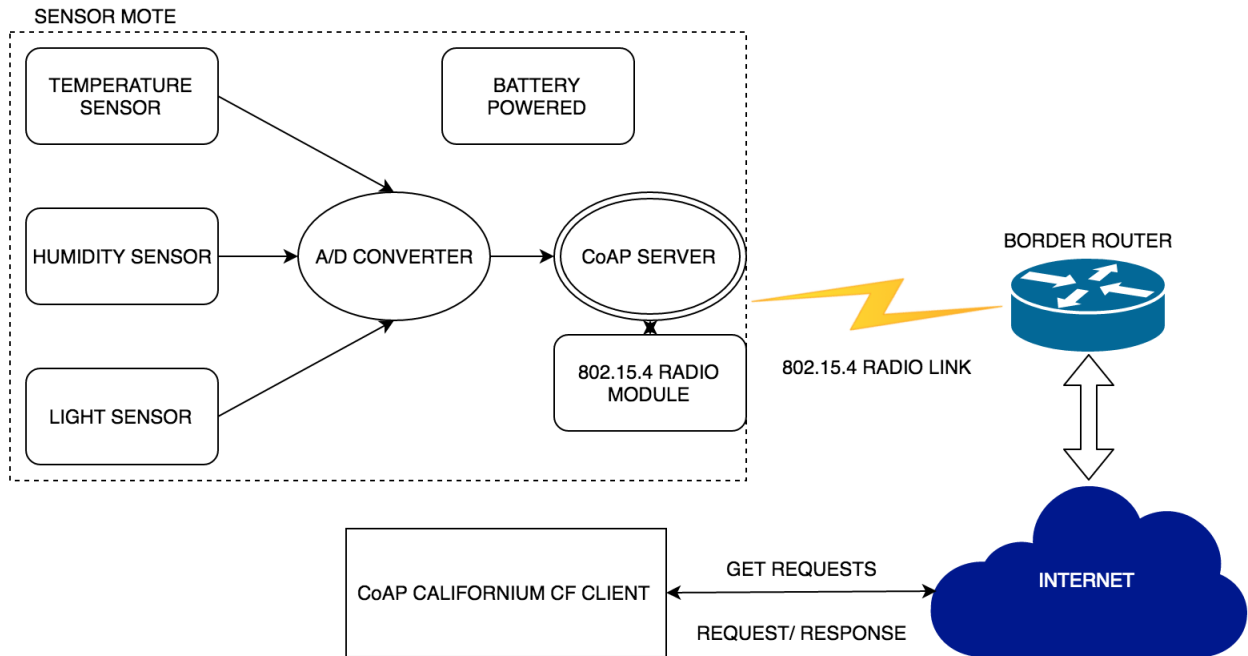 SENSOR MOTE
TEMPERATURE
SENSOR
BATTERY
POWERED
HUMIDITY SENSOR
A/D CONVERTER
CoAP SERVER
BORDER ROUTER
802.15.4 RADIO
MODULE
802.15.4 RADIO LINK
LIGHT SENSOR
CoAP CALIFORNIUM CF CLIENT
GET REQUESTS
REQUEST/ RESPONSE
INTERNET